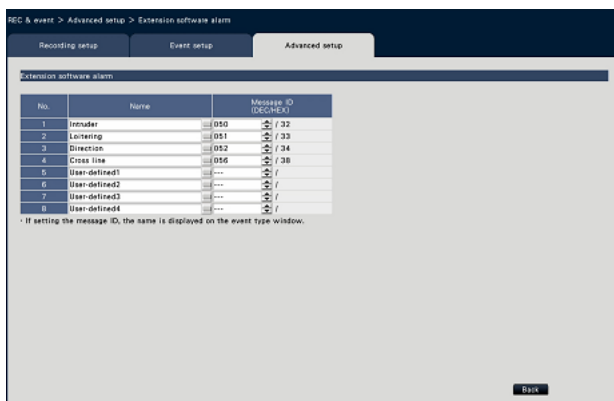 REC & event > Advanced setup > Extension software alarm
Recording setup Event setup Advanced setup
Extension software alarm
No. Name Message ID (DEC/HEX)
1 Intruder 050 / 32
2 Loitering 051 / 33
3 Direction 052 / 34
4 Cross line 056 / 38
5 User-defined1 --- /
6 User-defined2 --- /
7 User-defined3 --- /
8 User-defined4 --- /
· If setting the message ID, the name is displayed on the event type window.
Back